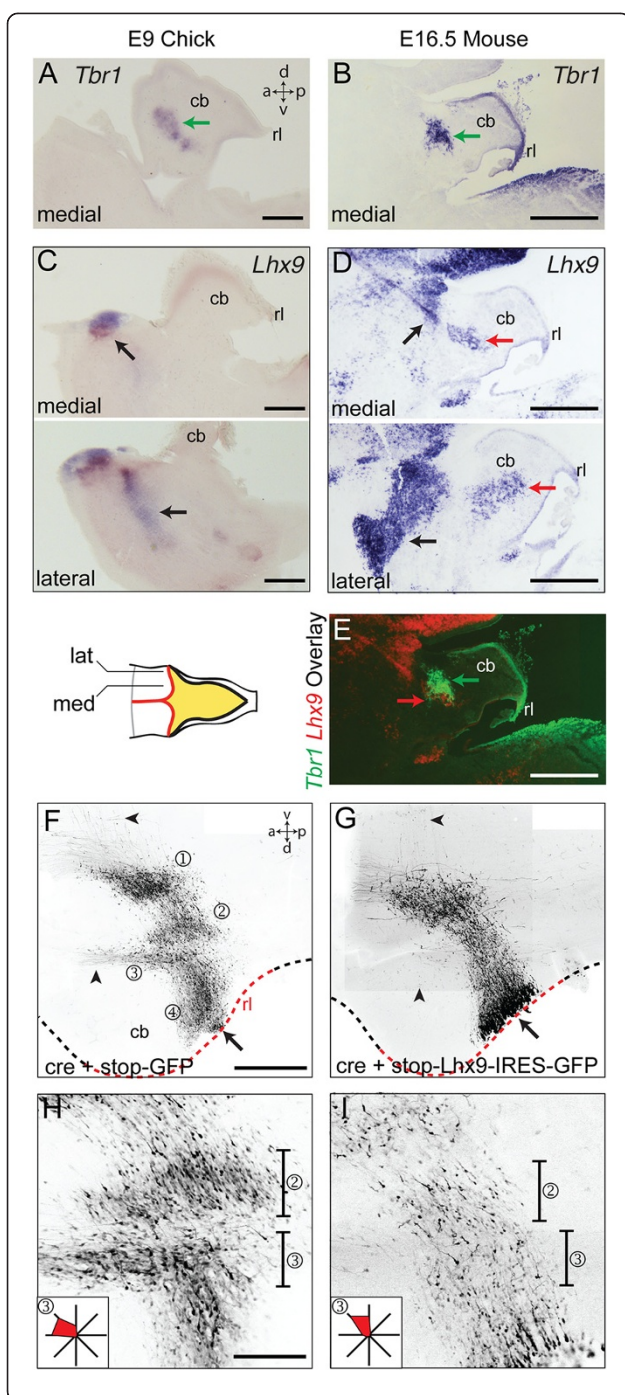 E9 Chick
E16.5 Mouse
A Tbr1
d
a p
v
cb
rl
medial
B Tbr1
cb
rl
medial
C Lhx9
cb
rl
medial
cb
lateral
D Lhx9
cb
rl
medial
cb
rl
lateral
lat
med
E
cb
rl
Tbr1 Lhx9 Overlay
F
v
a p
d
①
②
③
④
rl
cb
cre + stop-GFP
G
cre + stop-Lhx9-IRES-GFP
H
②
③
③
I
②
③
③